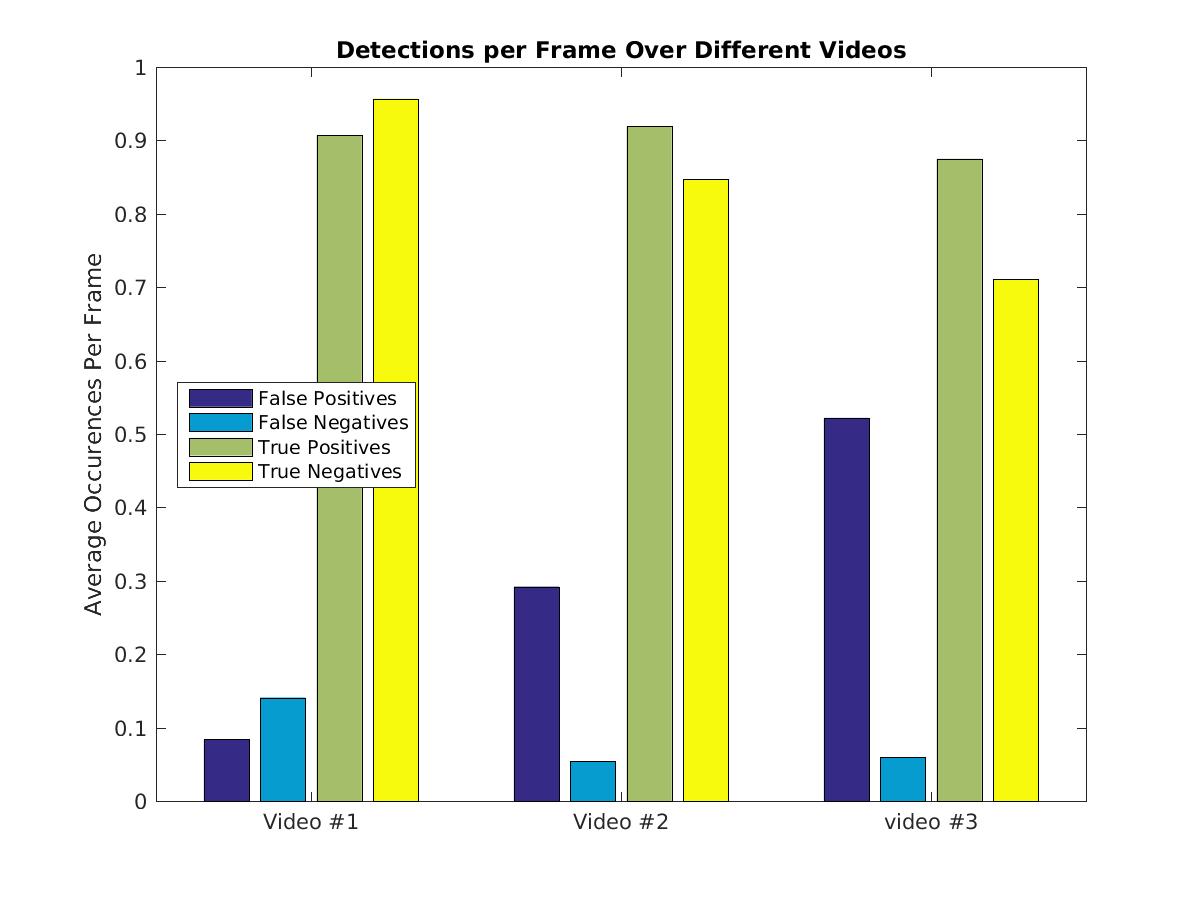 Detections per Frame Over Different Videos
1
0.9
0.8
0.7
0.6
0.5
0.4
0.3
0.2
0.1
0
Average Occurences Per Frame
False Positives
False Negatives
True Positives
True Negatives
Video #1
Video #2
video #3